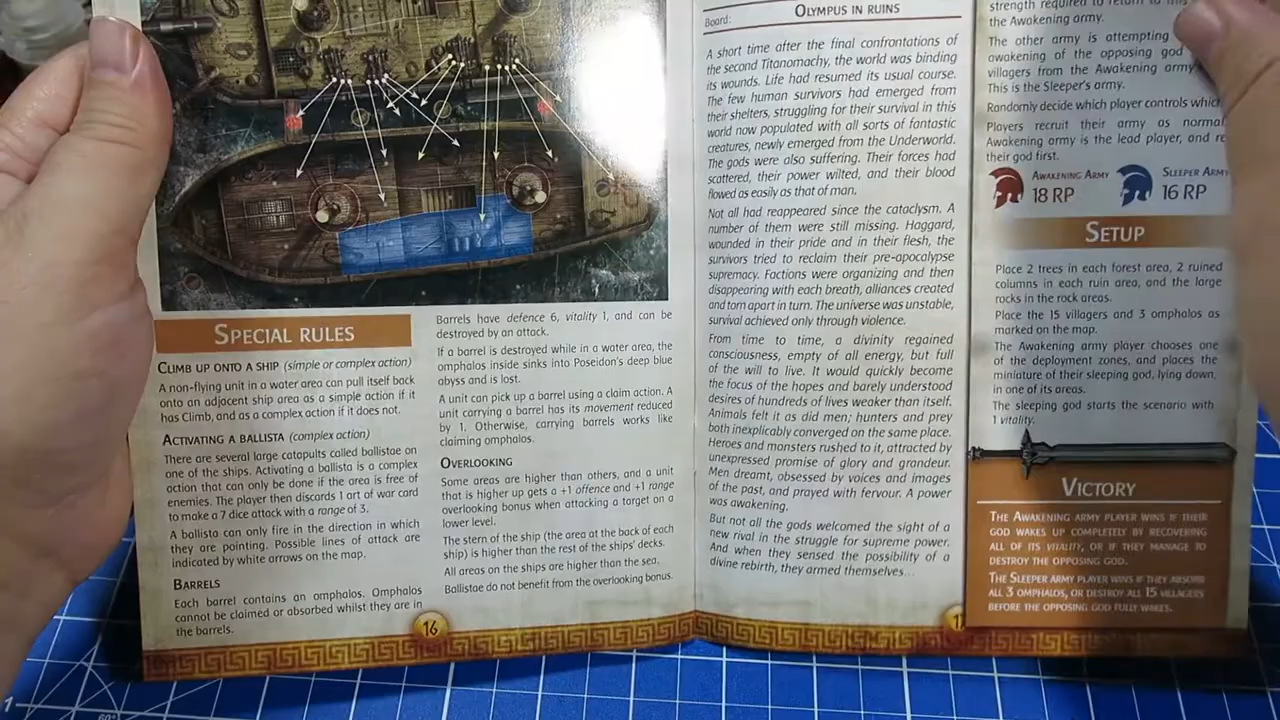 SPECIAL RULES
CLIMB UP ONTO A SHIP (simple or complex action)
A non-flying unit in a water area can pull itself back
onto an adjacent ship area as a simple action if it
has Climb, and as a complex action if it does not.
ACTIVATING A BALLISTA (complex action)
There are several large catapults called ballistae on
one of the ships. Activating a ballista is a complex
action that can only be done if the area is free of
enemies. The player then discards 1 art of war card
to make a 7 dice attack with a range of 3.
A ballista can only fire in the direction in which
they are pointing. Possible lines of attack are
indicated by white arrows on the map.
BARRELS
Each barrel contains an omphalos. Omphalos
cannot be claimed or absorbed whilst they are in
the barrels.
Barrels have defence 6, vitality 1, and can be
destroyed by an attack.
If a barrel is destroyed while in a water area, the
omphalos inside sinks into Poseidon's deep blue
abyss and is lost.
A unit can pick up a barrel using a claim action. A
unit carrying a barrel has its movement reduced
by 1. Otherwise, carrying barrels works like
claiming omphalos.
OVERLOOKING
Some areas are higher than others, and a unit
that is higher up gets a +1 offence and +1 range
overlooking bonus when attacking a target on a
lower level.
The stern of the ship (the area at the back of each
ship) is higher than the rest of the ships' decks.
All areas on the ships are higher than the sea.
Ballistae do not benefit from the overlooking bonus.
16
Board: OLYMPUS IN RUINS
A short time after the final confrontations of
the second Titanomachy, the world was binding
its wounds. Life had resumed its usual course.
The few human survivors had emerged from
their shelters, struggling for their survival in this
world now populated with all sorts of fantastic
creatures, newly emerged from the Underworld.
The gods were also suffering. Their forces had
scattered, their power wilted, and their blood
flowed as easily as that of man.
Not all had reappeared since the cataclysm. A
number of them were still missing. Haggard,
wounded in their pride and in their flesh, the
survivors tried to reclaim their pre-apocalypse
supremacy. Factions were organizing and then
disappearing with each breath, alliances created
and torn apart in turn. The universe was unstable,
survival achieved only through violence.
From time to time, a divinity regained
consciousness, empty of all energy, but full
of the will to live. It would quickly become
the focus of the hopes and barely understood
desires of hundreds of lives weaker than itself.
Animals felt it as did men; hunters and prey
both inexplicably converged on the same place.
Heroes and monsters rushed to it, attracted by
unexpressed promise of glory and grandeur.
Men dreamt, obsessed by voices and images
of the past, and prayed with fervour. A power
was awakening.
But not all the gods welcomed the sight of a
new rival in the struggle for supreme power.
And when they sensed the possibility of a
divine rebirth, they armed themselves...
strength required to return to this
the Awakening army.
The other army is attempting
awakening of the opposing god
villagers from the Awakening army
This is the Sleeper's army.
Randomly decide which player controls which
Players recruit their army as normal
Awakening army is the lead player, and
their god first.
AWAKENING ARMY
18 RP
SLEEPER ARMY
16 RP
SETUP
Place 2 trees in each forest area, 2 ruined
columns in each ruin area, and the large
rocks in the rock areas.
Place the 15 villagers and 3 omphalos as
marked on the map.
The Awakening army player chooses one
of the deployment zones, and places the
miniature of their sleeping god, lying down,
in one of its areas.
The sleeping god starts the scenario with
1 vitality.
VICTORY
THE AWAKENING ARMY PLAYER WINS IF THEIR
GOD WAKES UP COMPLETELY BY RECOVERING
ALL OF ITS VITALITY, OR IF THEY MANAGE TO
DESTROY THE OPPOSING GOD.
THE SLEEPER ARMY PLAYER WINS IF THEY ABSORB
ALL 3 OMPHALOS, OR DESTROY ALL 15 VILLAGERS
BEFORE THE OPPOSING GOD FULLY WAKES.